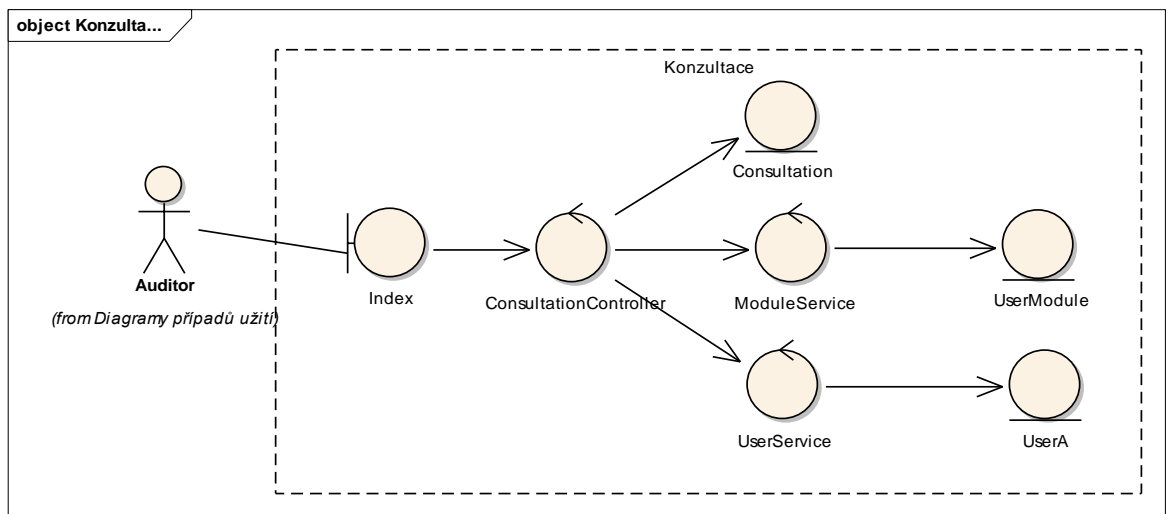 object Konzulta...
Konzultace
Consultation
Auditor
(from Diagramy případů užití)
Index
ConsultationController
ModuleService
UserModule
UserService
UserA